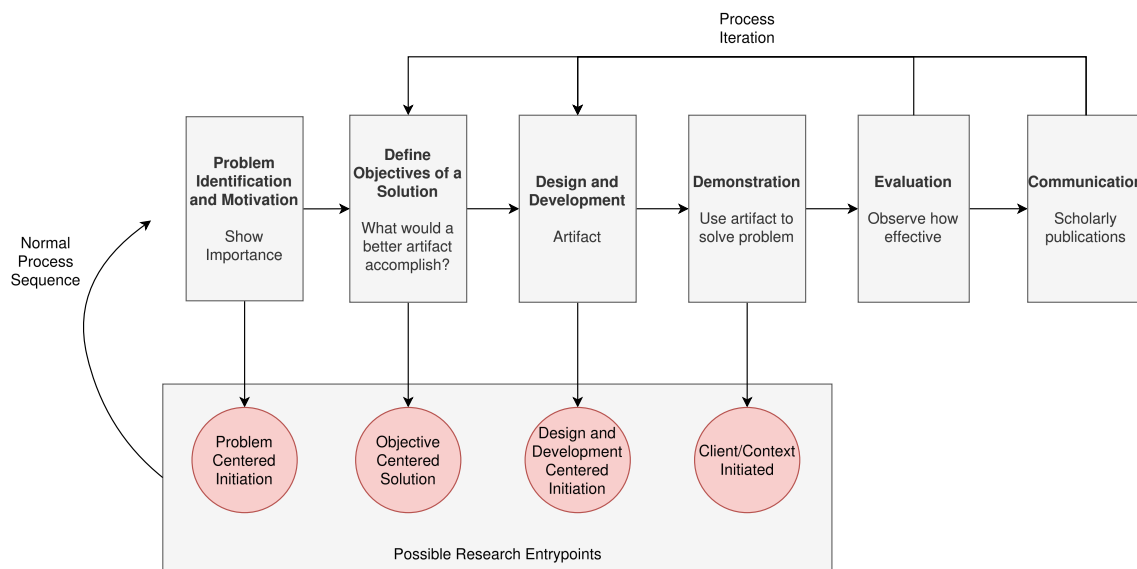 Process
Iteration
Problem
Identification
and Motivation
Show
Importance
Define
Objectives of a
Solution
What would a
better artifact
accomplish?
Design and
Development
Artifact
Demonstration
Use artifact to
solve problem
Evaluation
Observe how
effective
Communication
Scholarly
publications
Normal
Process
Sequence
Problem
Centered
Initiation
Objective
Centered
Solution
Design and
Development
Centered
Initiation
Client/Context
Initiated
Possible Research Entrypoints